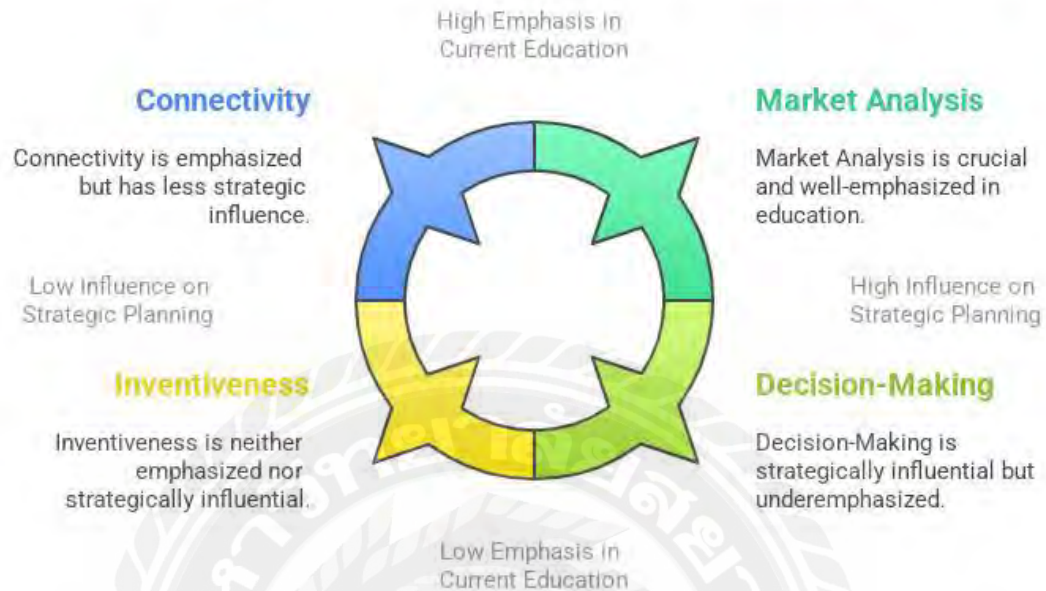 High Emphasis in
Current Education
Connectivity
Connectivity is emphasized
but has less strategic
influence.
Market Analysis
Market Analysis is crucial
and well-emphasized in
education.
Low Influence on
Strategic Planning
High Influence on
Strategic Planning
Inventiveness
Inventiveness is neither
emphasized nor
strategically influential.
Decision-Making
Decision-Making is
strategically influential but
underemphasized.
Low Emphasis in
Current Education